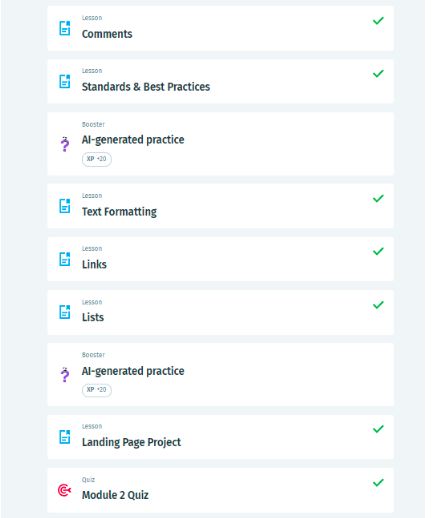 Lesson
Comments
Lesson
Standards & Best Practices
Booster
AI-generated practice
XP +20
Lesson
Text Formatting
Lesson
Links
Lesson
Lists
Booster
AI-generated practice
XP +20
Lesson
Landing Page Project
Quiz
Module 2 Quiz